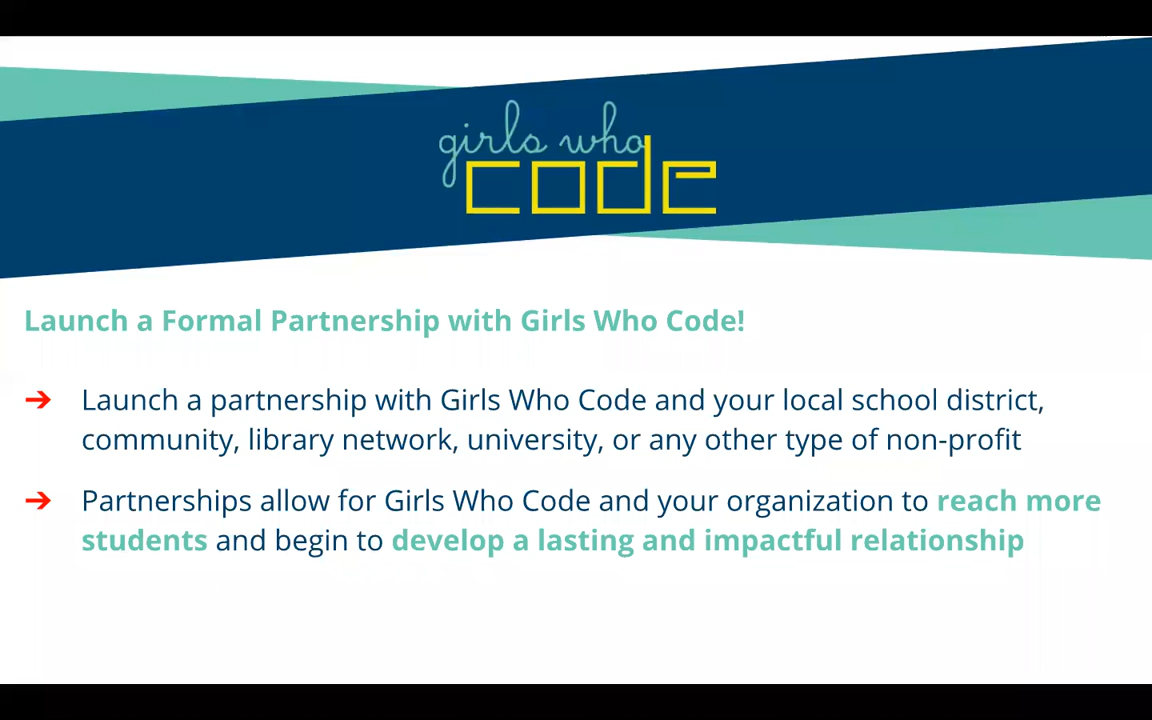 girls who
code
Launch a Formal Partnership with Girls Who Code!
➔ Launch a partnership with Girls Who Code and your local school district,
community, library network, university, or any other type of non-profit
➔ Partnerships allow for Girls Who Code and your organization to reach more
students and begin to develop a lasting and impactful relationship